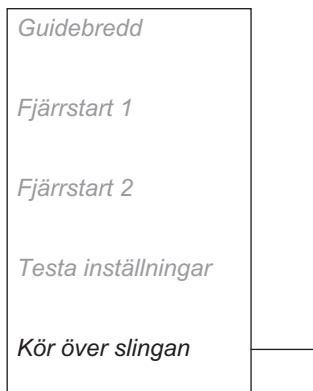 Guidebredd
Fjärrstart 1
Fjärrstart 2
Testa inställningar
Kör över slingan